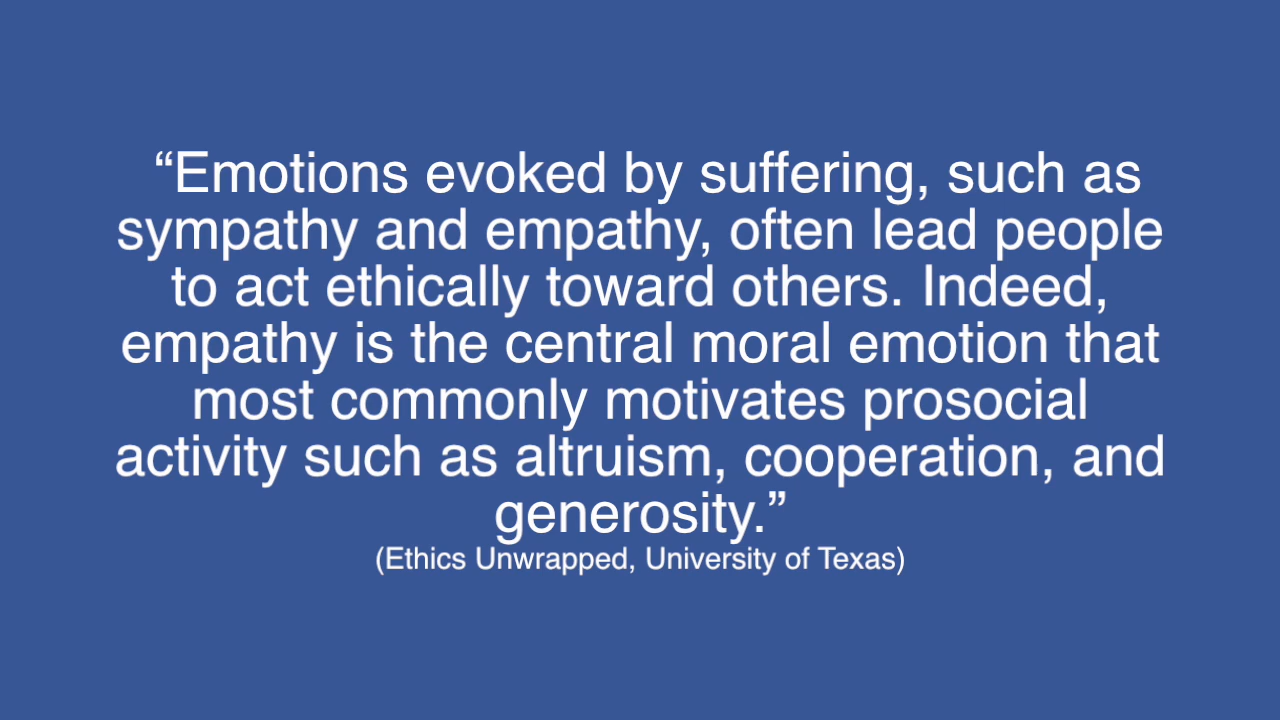 “Emotions evoked by suffering, such as
sympathy and empathy, often lead people
to act ethically toward others. Indeed,
empathy is the central moral emotion that
most commonly motivates prosocial
activity such as altruism, cooperation, and
generosity.”
(Ethics Unwrapped, University of Texas)